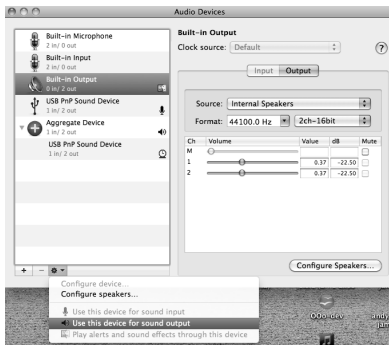 Audio Devices
Built-in Microphone
2 in/ 0 out
Built-in Input
2 in/ 0 out
Built-in Output
0 in/ 2 out
USB PnP Sound Device
1 in/ 2 out
Aggregate Device
1 in/ 2 out
USB PnP Sound Device
1 in/ 2 out
+ −
Built-in Output
Clock source: Default
?
Input Output
Source: Internal Speakers
Format: 44100.0 Hz 2ch-16bit
Ch Volume Value dB Mute
M
1 0.37 -22.50
2 0.37 -22.50
Configure Speakers...
Configure device...
Configure speakers...
Use this device for sound input
Use this device for sound output
Play alerts and sound effects through this device
OOo-dev
andy
jam